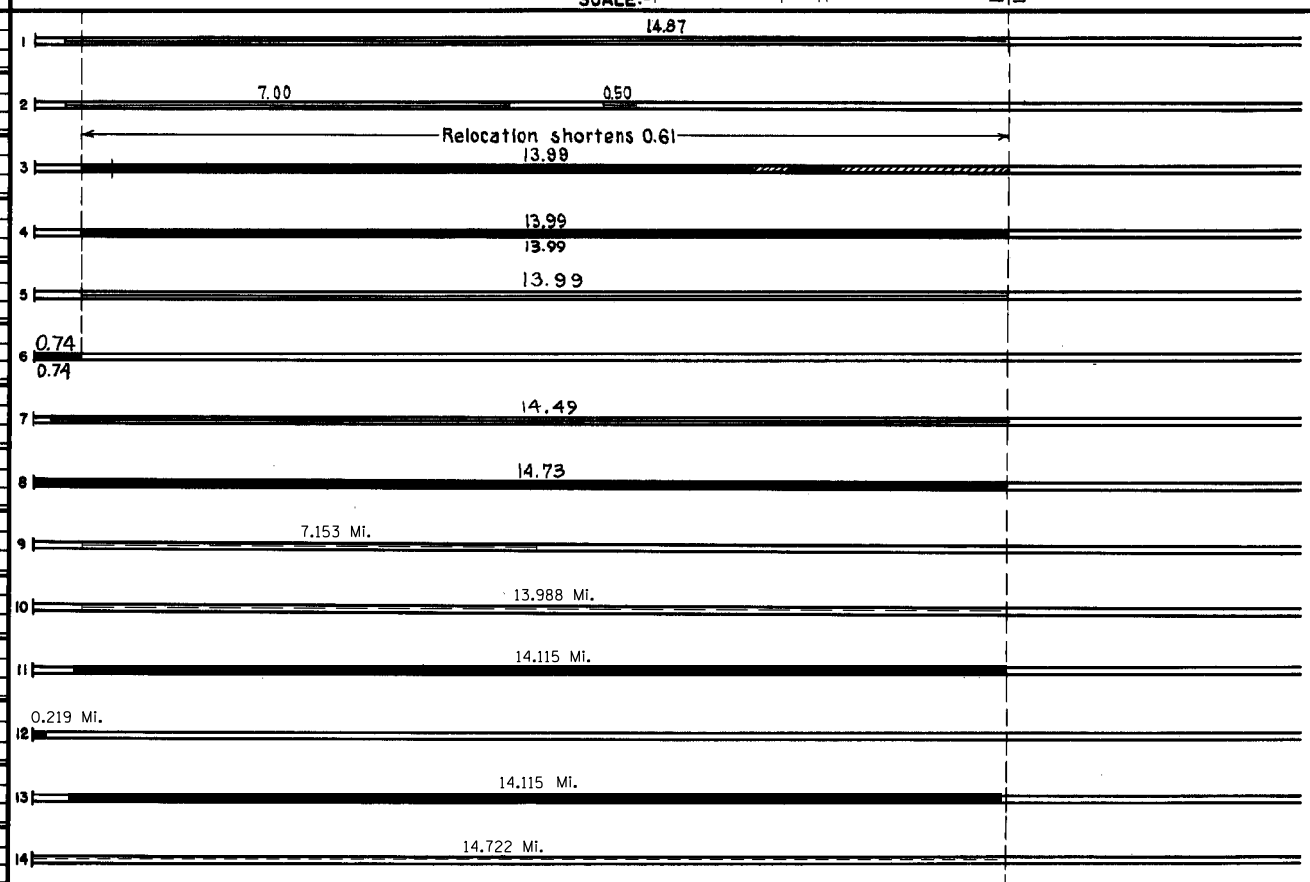 SCALE:
1 14.87
2 7.00 0.50
Relocation shortens 0.61
3 13.99
4 13.99
13.99
5 13.99
6 0.74
0.74
7 14.49
8 14.73
9 7.153 Mi.
10 13.988 Mi.
11 14.115 Mi.
12 0.219 Mi.
13 14.115 Mi.
14 14.722 Mi.